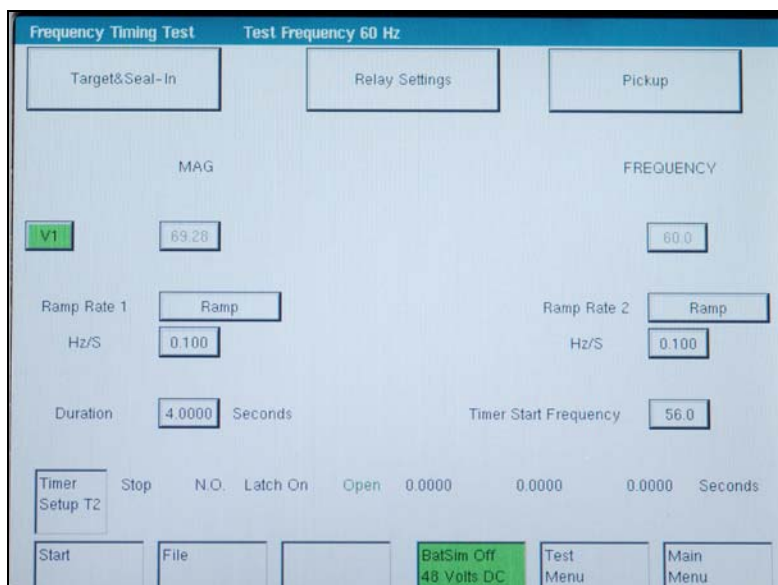 Frequency Timing Test Test Frequency 60 Hz
Target&Seal-In Relay Settings Pickup
MAG FREQUENCY
V1 69.28 60.0
Ramp Rate 1 Ramp Ramp Rate 2 Ramp
Hz/S 0.100 Hz/S 0.100
Duration 4.0000 Seconds Timer Start Frequency 56.0
Timer Stop N.O. Latch On Open 0.0000 0.0000 0.0000 Seconds
Setup T2
Start File BatSim Off Test Main
48 Volts DC Menu Menu